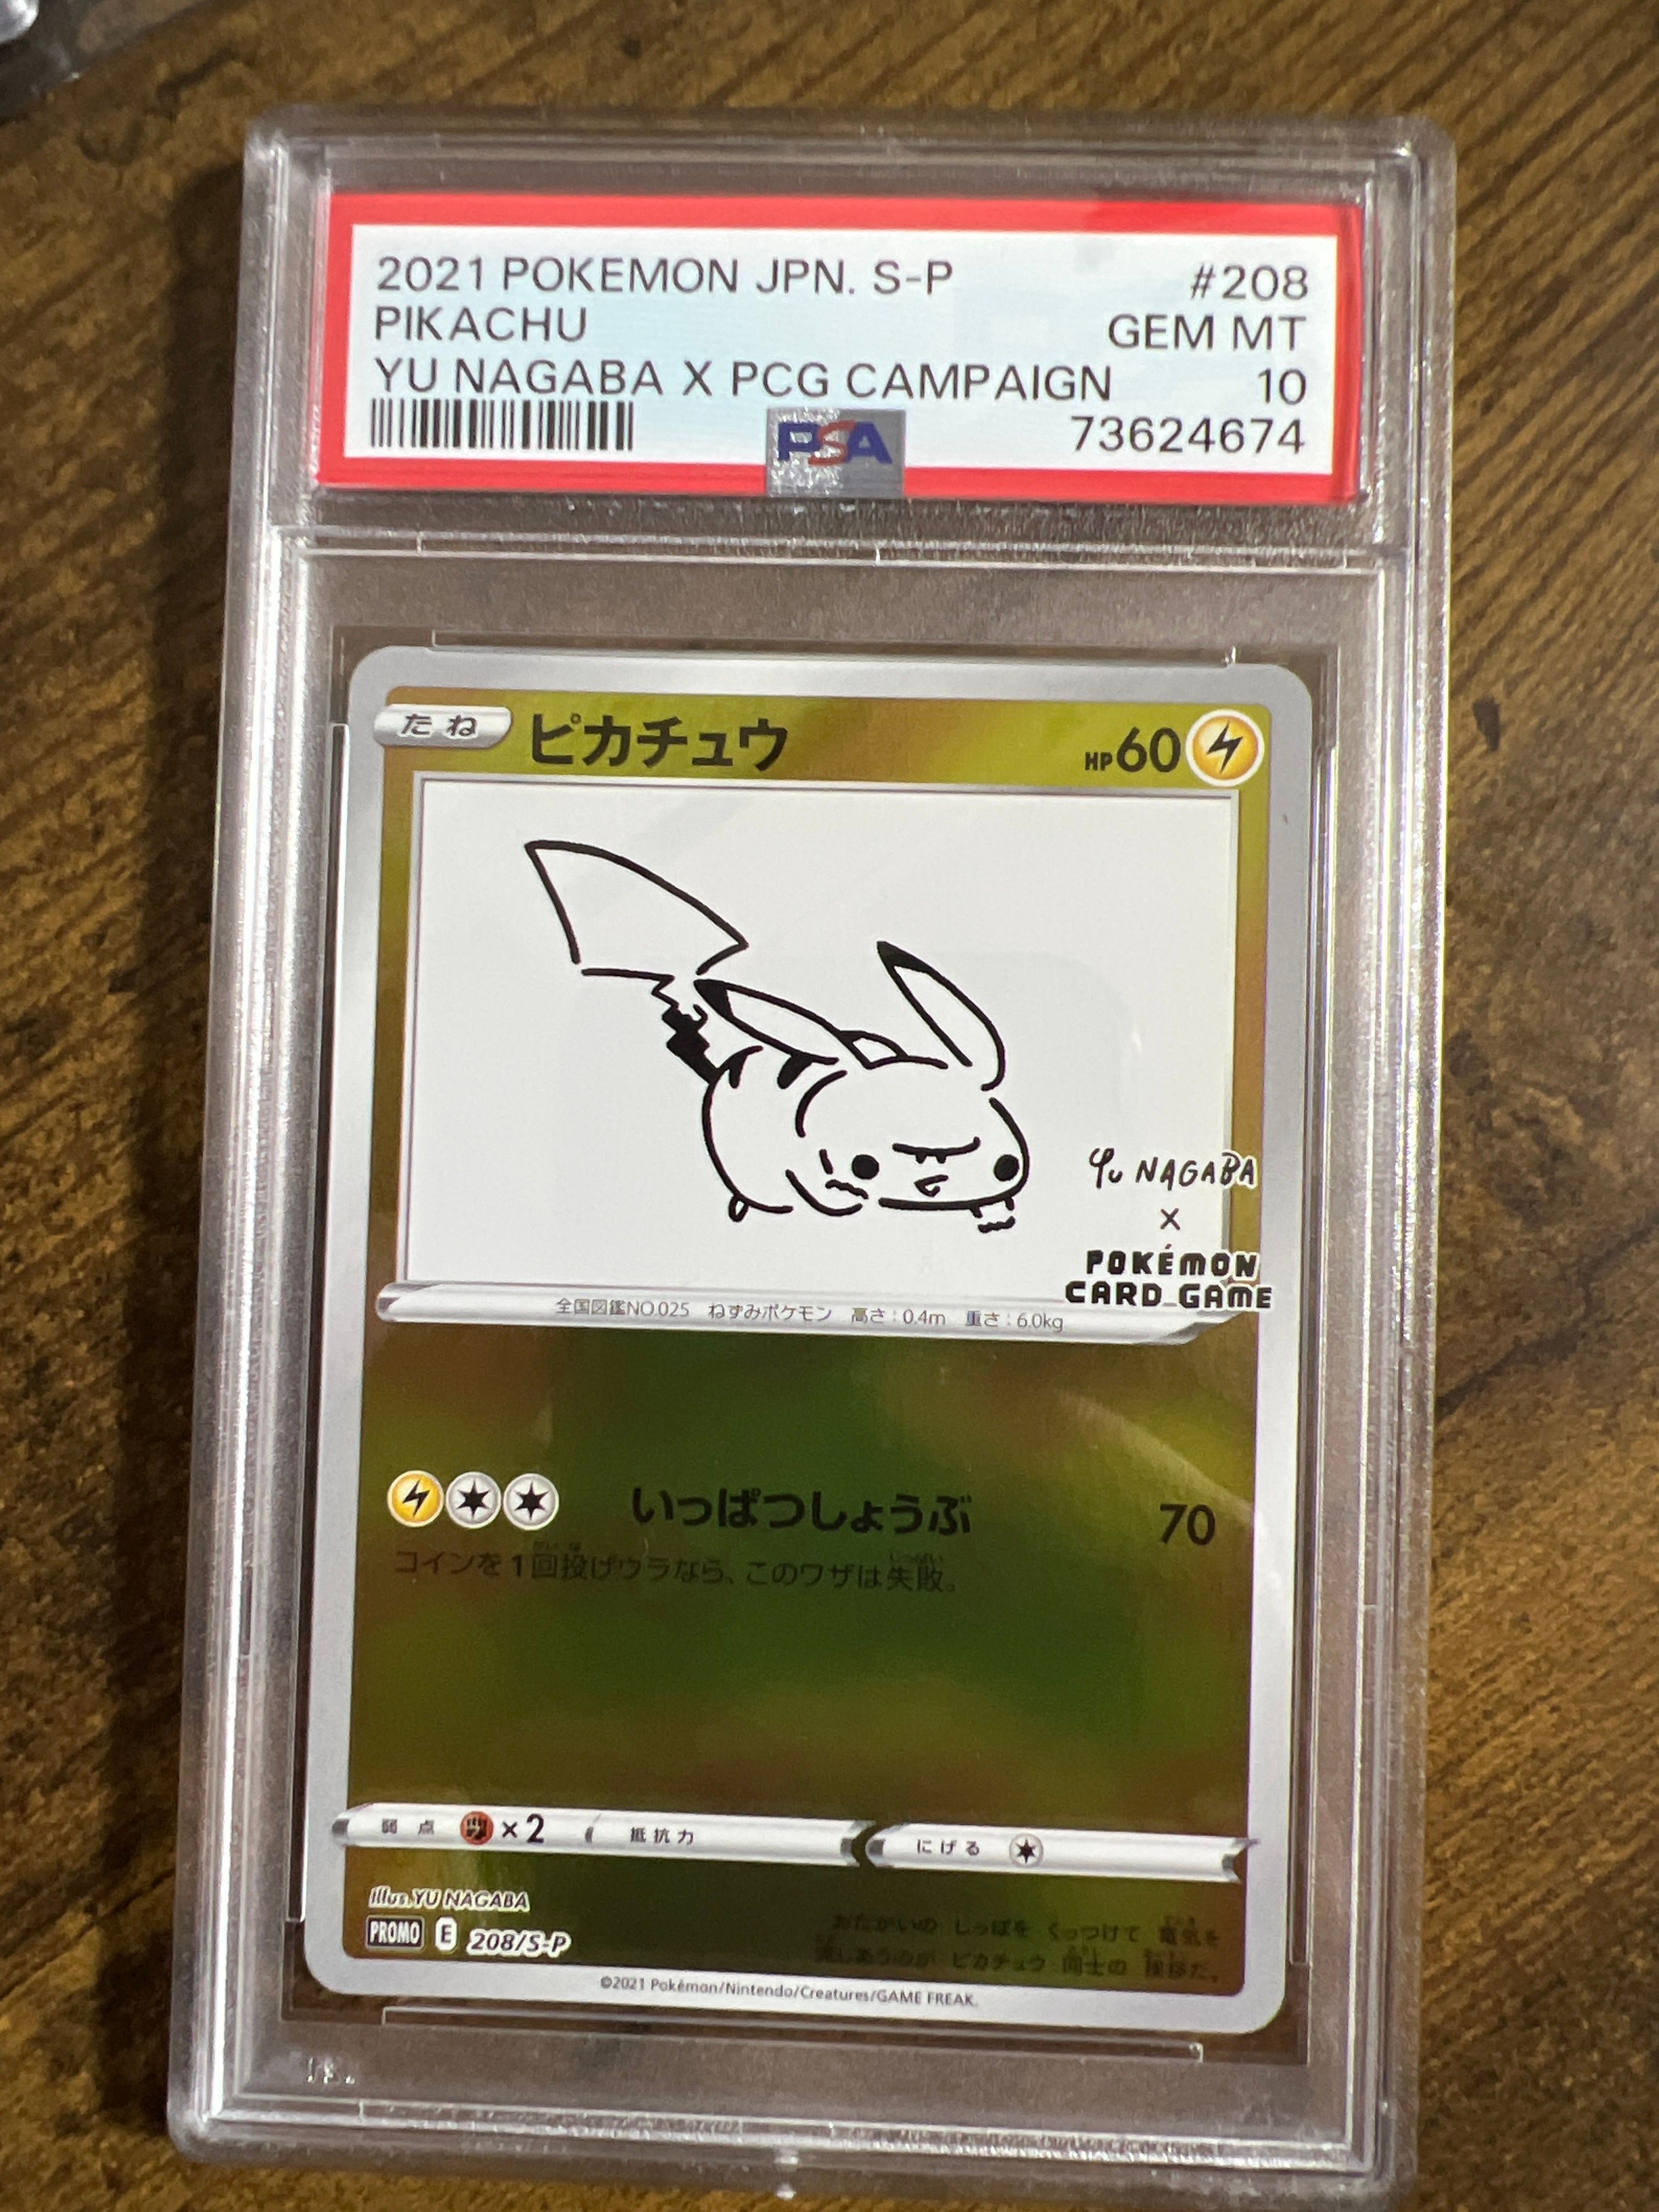 2021 POKEMON JPN. S-P #208
PIKACHU GEM MT
YU NAGABA X PCG CAMPAIGN 10
PSA 73624674
たね ピカチュウ HP60
YU NAGABA
X
POKÉMON
CARD GAME
全国図鑑NO.025 ねずみポケモン 高さ:0.4m 重さ:6.0kg
いっぱつしょうぶ 70
コインを1回投げウラなら、このワザは失敗。
弱点 ×2 抵抗力 にげる
illus.YU NAGABA
PROMO E 208/S-P
おたがいの しっぽを くっつけて 電気を
流しあうのが ピカチュウ 同士の 挨拶だ。
©2021 Pokémon/Nintendo/Creatures/GAME FREAK.